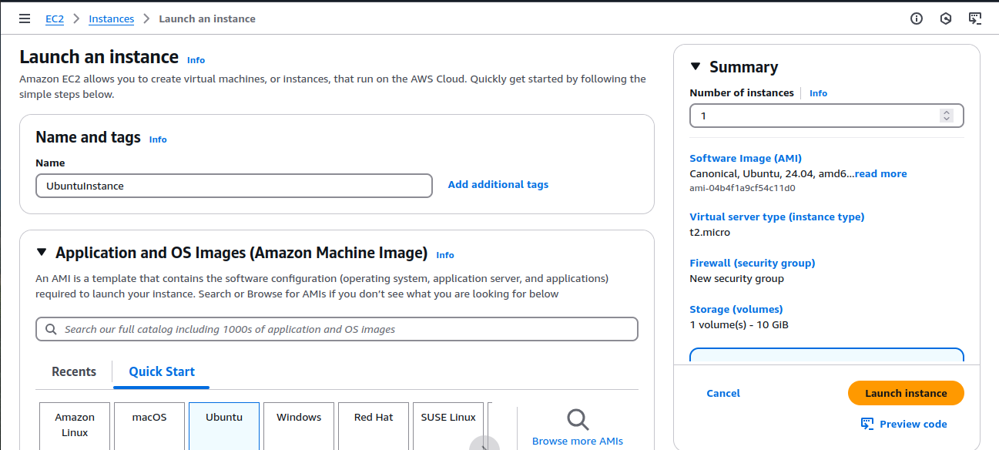 EC2 > Instances > Launch an instance
Launch an instance Info
Amazon EC2 allows you to create virtual machines, or instances, that run on the AWS Cloud. Quickly get started by following the
simple steps below.
Name and tags Info
Name
UbuntuInstance
Add additional tags
Application and OS Images (Amazon Machine Image) Info
An AMI is a template that contains the software configuration (operating system, application server, and applications)
required to launch your instance. Search or Browse for AMIs if you don’t see what you are looking for below
Search our full catalog including 1000s of application and OS images
Recents
Quick Start
Amazon
Linux
macOS
Ubuntu
Windows
Red Hat
SUSE Linux
Browse more AMIs
Summary
Number of instances Info
1
Software Image (AMI)
Canonical, Ubuntu, 24.04, amd6...read more
ami-04b4f1a9cf54c11d0
Virtual server type (instance type)
t2.micro
Firewall (security group)
New security group
Storage (volumes)
1 volume(s) - 10 GiB
Cancel
Launch instance
Preview code